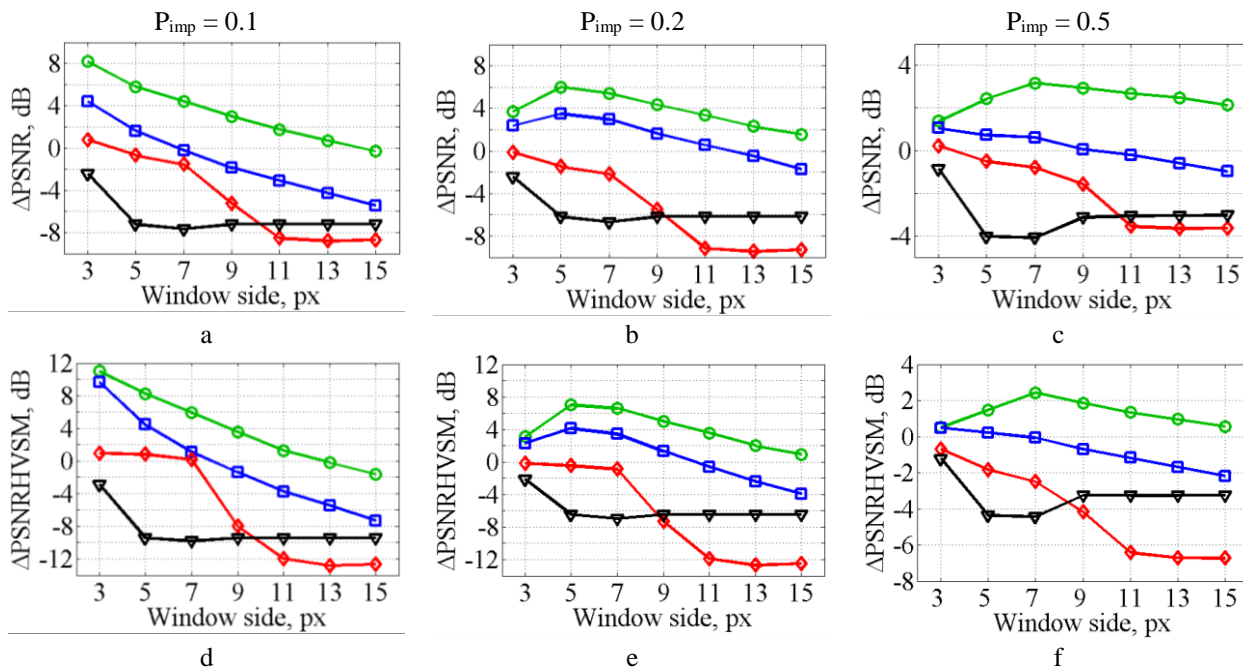 P_imp = 0.1
P_imp = 0.2
P_imp = 0.5
ΔPSNR, dB
8
4
0
-4
-8
3 5 7 9 11 13 15
Window side, px
a
ΔPSNR, dB
8
4
0
-4
-8
3 5 7 9 11 13 15
Window side, px
b
ΔPSNR, dB
4
2
0
-4
3 5 7 9 11 13 15
Window side, px
c
ΔPSNRHVSM, dB
12
8
4
0
-4
-8
-12
3 5 7 9 11 13 15
Window side, px
d
ΔPSNRHVSM, dB
12
8
4
0
-4
-8
-12
3 5 7 9 11 13 15
Window side, px
e
ΔPSNRHVSM, dB
4
2
0
-2
-4
-6
-8
3 5 7 9 11 13 15
Window side, px
f